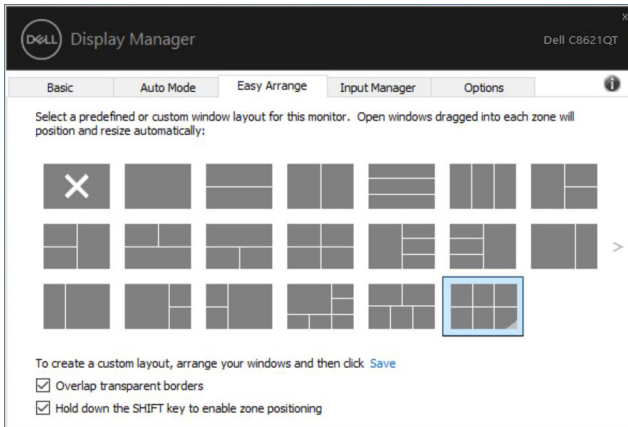 x
DELL Display Manager
Dell C8621QT
Basic Auto Mode Easy Arrange Input Manager Options
Select a predefined or custom window layout for this monitor. Open windows dragged into each zone will
position and resize automatically:
To create a custom layout, arrange your windows and then click Save
Overlap transparent borders
Hold down the SHIFT key to enable zone positioning